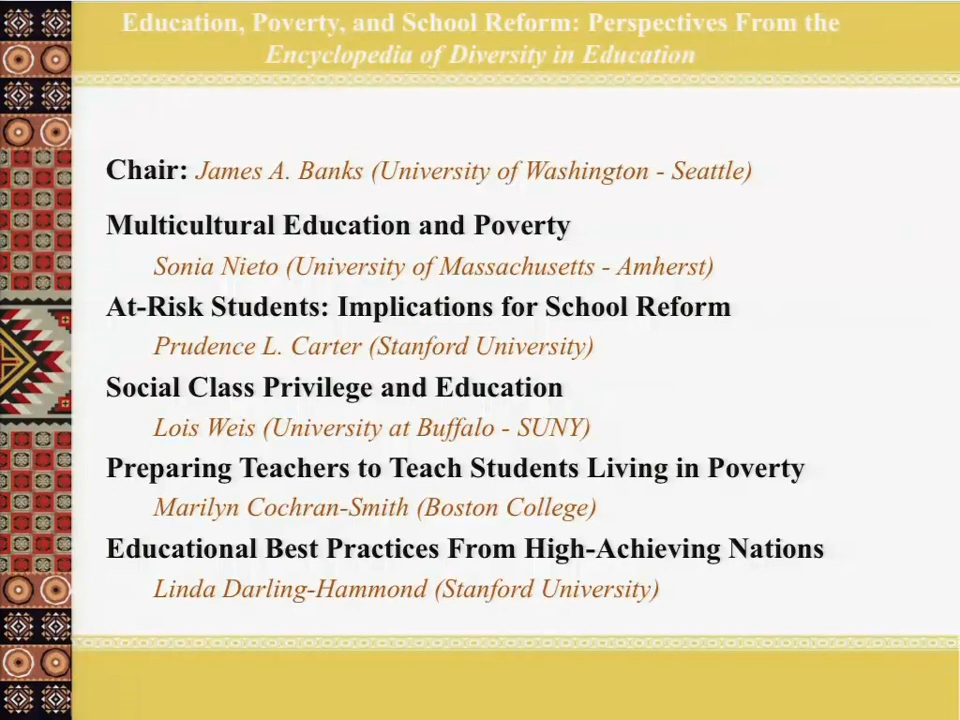 Education, Poverty, and School Reform: Perspectives From the
Encyclopedia of Diversity in Education
Chair: James A. Banks (University of Washington - Seattle)
Multicultural Education and Poverty
Sonia Nieto (University of Massachusetts - Amherst)
At-Risk Students: Implications for School Reform
Prudence L. Carter (Stanford University)
Social Class Privilege and Education
Lois Weis (University at Buffalo - SUNY)
Preparing Teachers to Teach Students Living in Poverty
Marilyn Cochran-Smith (Boston College)
Educational Best Practices From High-Achieving Nations
Linda Darling-Hammond (Stanford University)